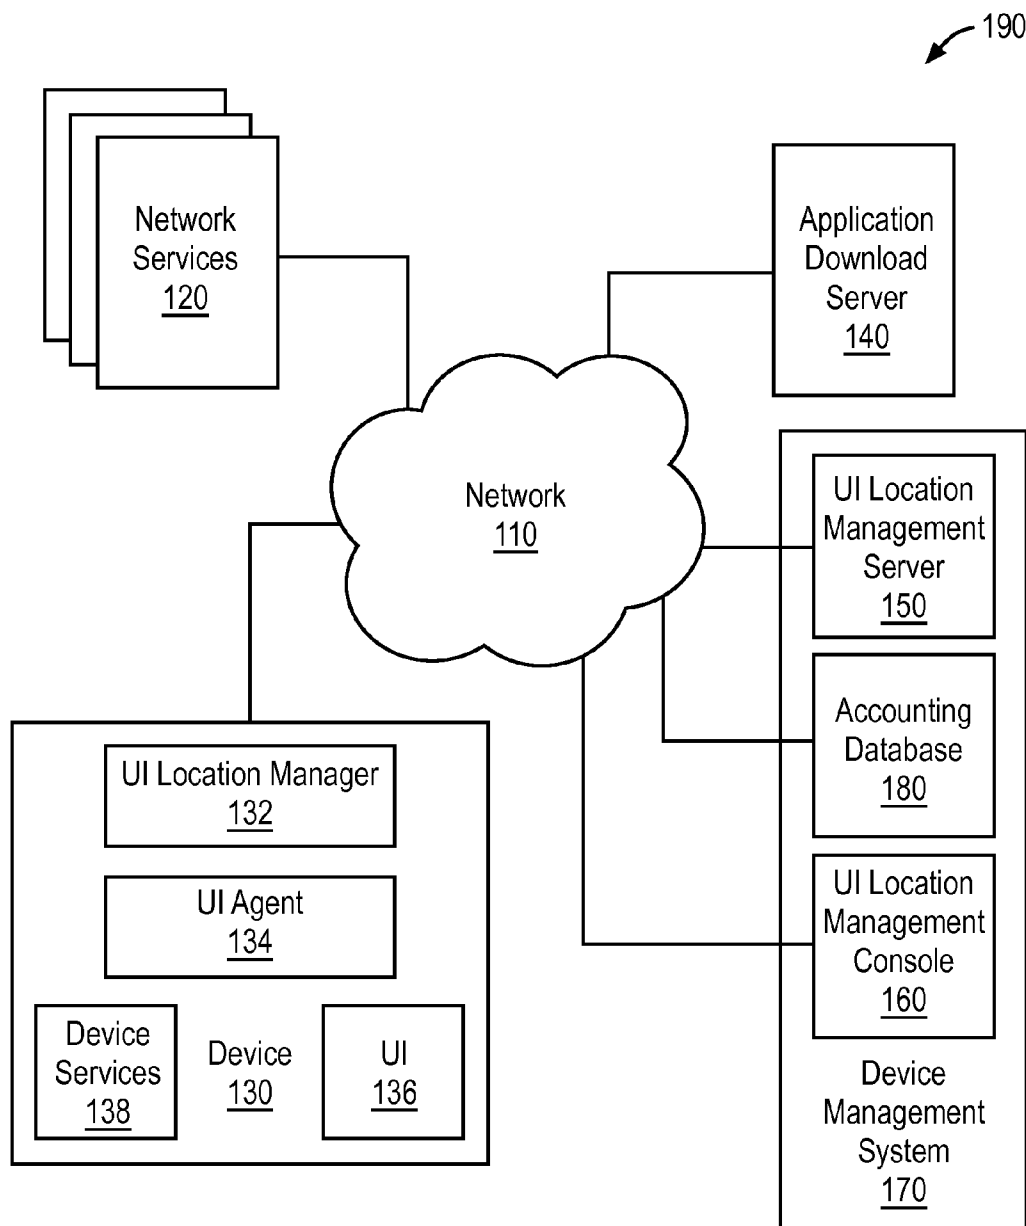 190
Network
Services
120
Application
Download
Server
140
Network
110
UI Location
Management
Server
150
Accounting
Database
180
UI Location
Management
Console
160
Device
Management
System
170
UI Location Manager
132
UI Agent
134
Device
Services
138
Device
130
UI
136